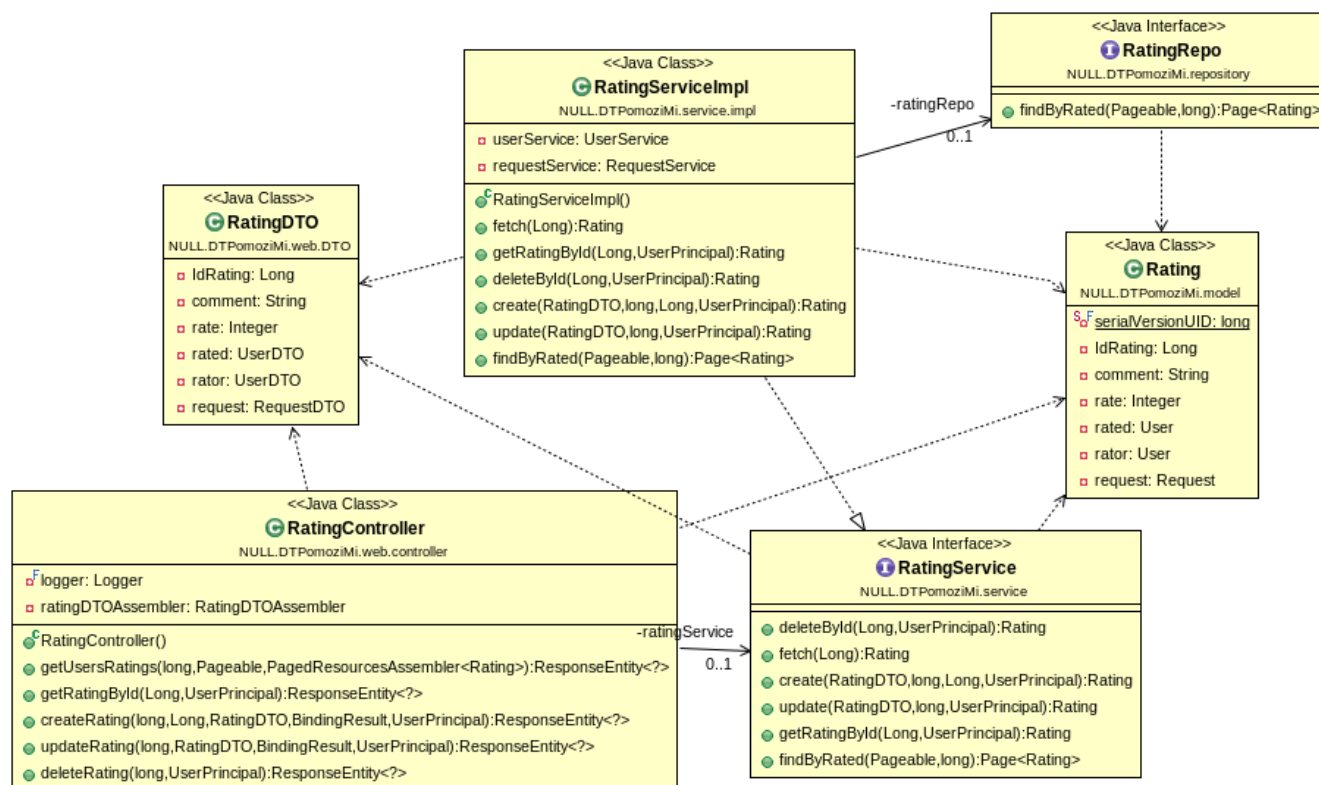 <<Java Interface>>
RatingRepo
NULL.DTPomoziMi.repository
findByRated(Pageable,long):Page<Rating>
<<Java Class>>
RatingServiceImpl
NULL.DTPomoziMi.service.impl
userService: UserService
requestService: RequestService
RatingServiceImpl()
fetch(Long):Rating
getRatingById(Long,UserPrincipal):Rating
deleteById(Long,UserPrincipal):Rating
create(RatingDTO,long,Long,UserPrincipal):Rating
update(RatingDTO,long,UserPrincipal):Rating
findByRated(Pageable,long):Page<Rating>
-ratingRepo
0..1
<<Java Class>>
RatingDTO
NULL.DTPomoziMi.web.DTO
IdRating: Long
comment: String
rate: Integer
rated: UserDTO
rator: UserDTO
request: RequestDTO
<<Java Class>>
Rating
NULL.DTPomoziMi.model
serialVersionUID: long
IdRating: Long
comment: String
rate: Integer
rated: User
rator: User
request: Request
<<Java Class>>
RatingController
NULL.DTPomoziMi.web.controller
logger: Logger
ratingDTOAssembler: RatingDTOAssembler
RatingController()
getUsersRatings(long,Pageable,PagedResourcesAssembler<Rating>):ResponseEntity<?>
getRatingById(Long,UserPrincipal):ResponseEntity<?>
createRating(long,Long,RatingDTO,BindingResult,UserPrincipal):ResponseEntity<?>
updateRating(long,RatingDTO,BindingResult,UserPrincipal):ResponseEntity<?>
deleteRating(long,UserPrincipal):ResponseEntity<?>
-ratingService
0..1
<<Java Interface>>
RatingService
NULL.DTPomoziMi.service
deleteById(Long,UserPrincipal):Rating
fetch(Long):Rating
create(RatingDTO,long,Long,UserPrincipal):Rating
update(RatingDTO,long,UserPrincipal):Rating
getRatingById(Long,UserPrincipal):Rating
findByRated(Pageable,long):Page<Rating>